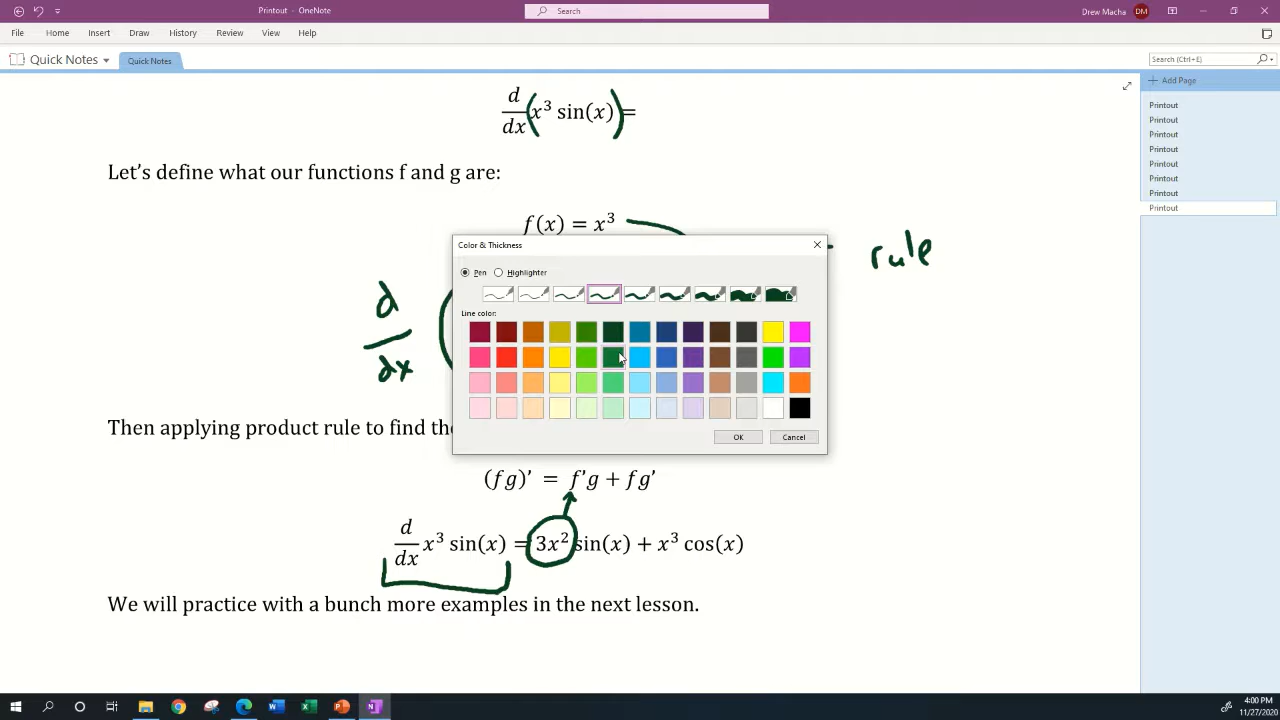 Printout - OneNote
Search
Drew Macha
DM
File Home Insert Draw History Review View Help
Quick Notes
Quick Notes
Search (Ctrl+E)
Add Page
Printout
Printout
Printout
Printout
Printout
Printout
Printout
Printout
d/dx (x³ sin(x)) =
Let's define what our functions f and g are:
f(x) = x³
rule
d/dx (
Color & Thickness
Pen Highlighter
Line color:
OK Cancel
Then applying product rule to find the
(fg)' = f'g + fg'
d/dx x³ sin(x) = 3x² sin(x) + x³ cos(x)
We will practice with a bunch more examples in the next lesson.
4:00 PM
11/27/2020